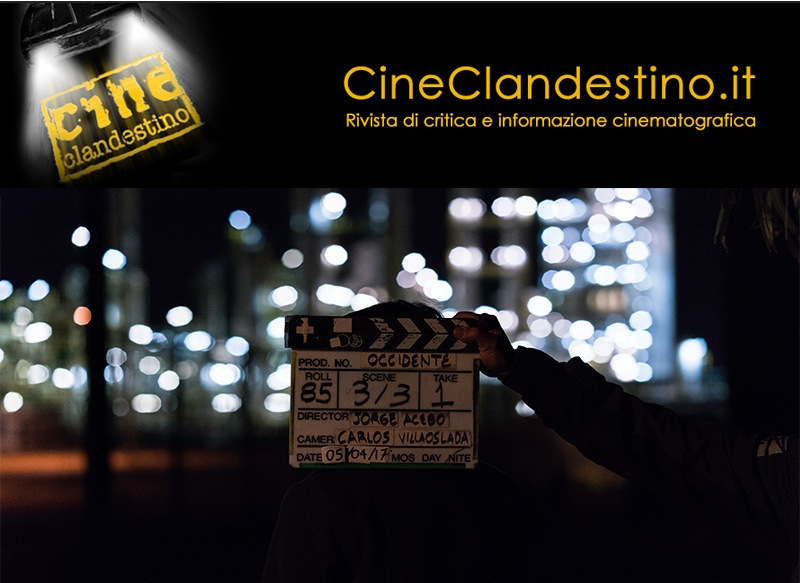 cine
clandestino
CineClandestino.it
Rivista di critica e informazione cinematografica
PROD. NO. OCCIDENTE
ROLL SCENE TAKE
85 3/3 1
DIRECTOR JORGE ACEBO
CAMER CARLOS VILLAOSLADA
DATE 05/04/17 MOS DAY NITE